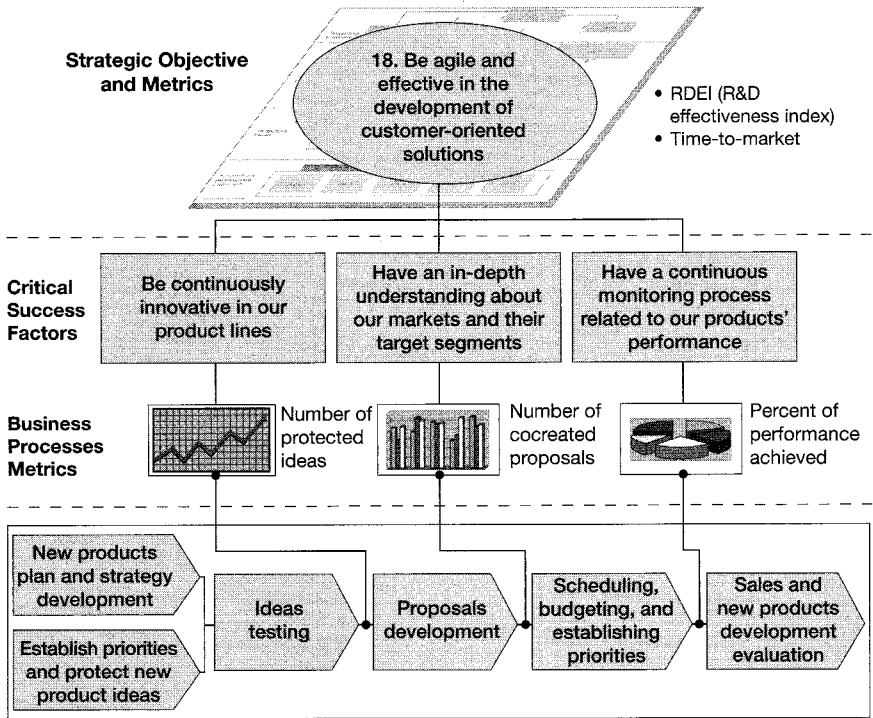 Strategic Objective
and Metrics
18. Be agile and
effective in the
development of
customer-oriented
solutions
• RDEI (R&D
effectiveness index)
• Time-to-market
Critical
Success
Factors
Be continuously
innovative in our
product lines
Have an in-depth
understanding about
our markets and their
target segments
Have a continuous
monitoring process
related to our products'
performance
Business
Processes
Metrics
Number of
protected
ideas
Number of
cocreated
proposals
Percent of
performance
achieved
New products
plan and strategy
development
Establish priorities
and protect new
product ideas
Ideas
testing
Proposals
development
Scheduling,
budgeting, and
establishing
priorities
Sales and
new products
development
evaluation